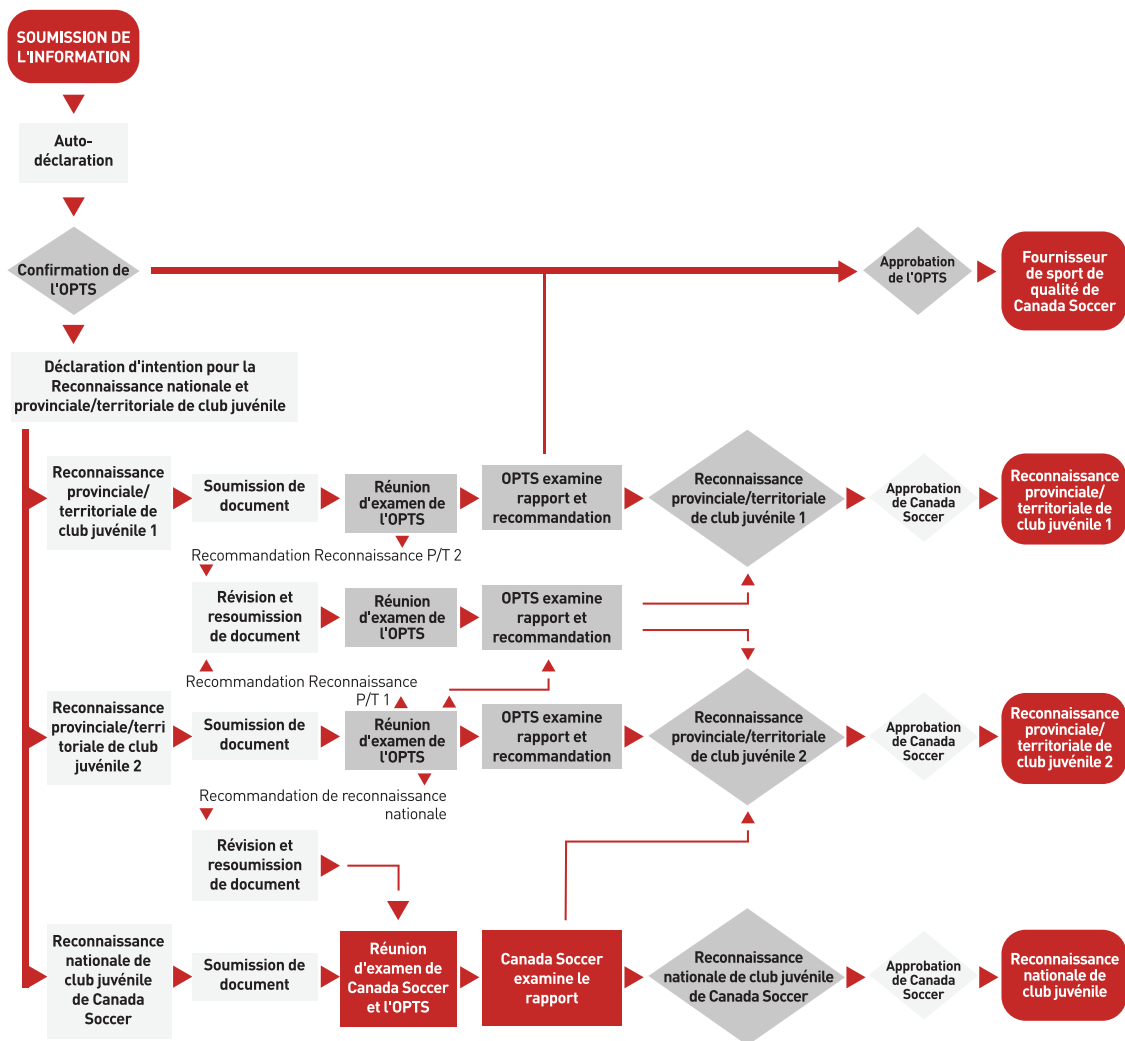 SOUMISSION DE
L'INFORMATION
Auto-
déclaration
Confirmation de
l'OPTS
Approbation
de l'OPTS
Fournisseur
de sport de
qualité de
Canada Soccer
Déclaration d'intention pour la
Reconnaissance nationale et
provinciale/territoriale de club juvénile
Reconnaissance
provinciale/
territoriale de
club juvénile 1
Soumission de
document
Réunion
d'examen de
l'OPTS
OPTS examine
rapport et
recommandation
Reconnaissance
provinciale/territoriale
de club juvénile 1
Approbation
de Canada
Soccer
Reconnaissance
provinciale/
territoriale de
club juvénile 1
Recommandation Reconnaissance P/T 2
Révision et
resoumission
de document
Réunion
d'examen de
l'OPTS
OPTS examine
rapport et
recommandation
Recommandation Reconnaissance
P/T 1
Reconnaissance
provinciale/terri
toriale de club
juvénile 2
Soumission de
document
Réunion
d'examen de
l'OPTS
OPTS examine
rapport et
recommandation
Reconnaissance
provinciale/territoriale
de club juvénile 2
Approbation
de Canada
Soccer
Reconnaissance
provinciale/
territoriale de
club juvénile 2
Recommandation de reconnaissance
nationale
Révision et
resoumission
de document
Reconnaissance
nationale de
club juvénile
de Canada
Soccer
Soumission de
document
Réunion
d'examen de
Canada Soccer
et l'OPTS
Canada Soccer
examine le
rapport
Reconnaissance
nationale de club juvénile
de Canada Soccer
Approbation
de Canada
Soccer
Reconnaissance
nationale de
club juvénile